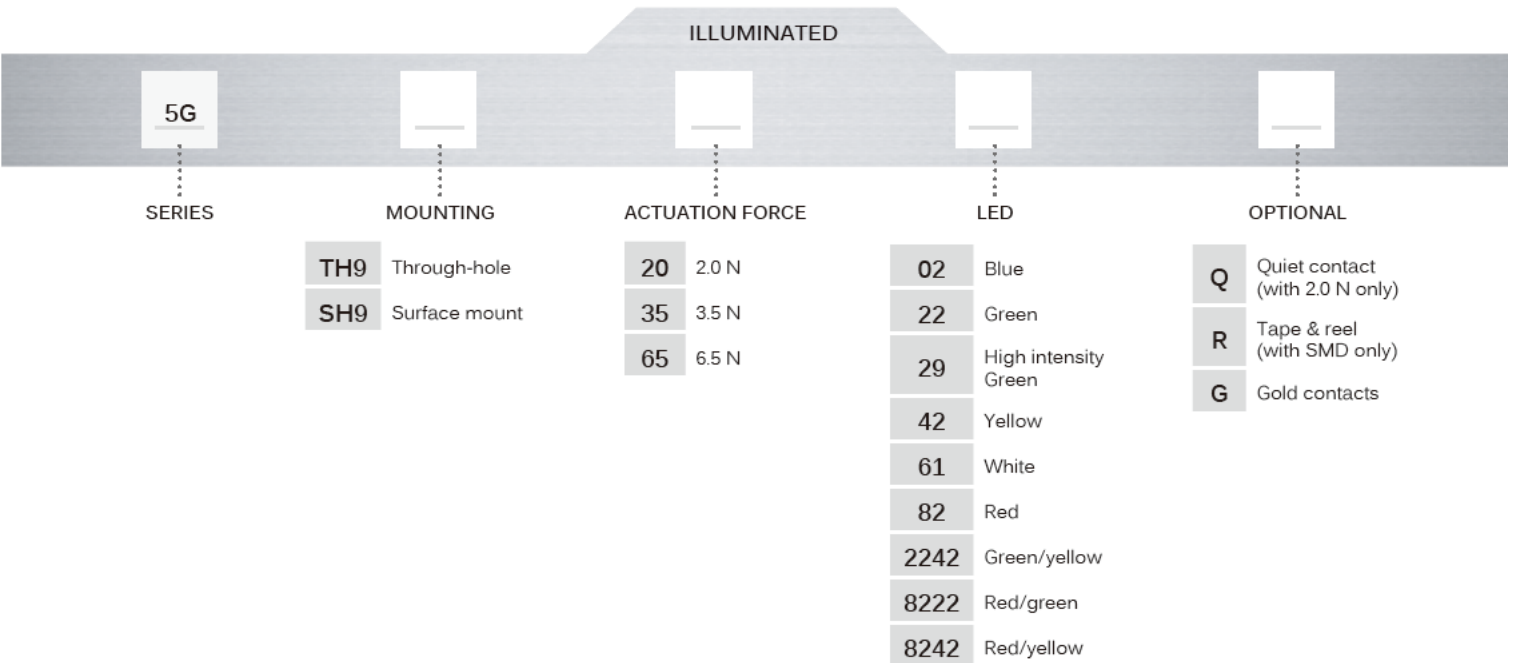 ILLUMINATED
5G
SERIES
MOUNTING
TH9 Through-hole
SH9 Surface mount
ACTUATION FORCE
20 2.0 N
35 3.5 N
65 6.5 N
LED
02 Blue
22 Green
29 High intensity
Green
42 Yellow
61 White
82 Red
2242 Green/yellow
8222 Red/green
8242 Red/yellow
OPTIONAL
Q Quiet contact
(with 2.0 N only)
R Tape & reel
(with SMD only)
G Gold contacts